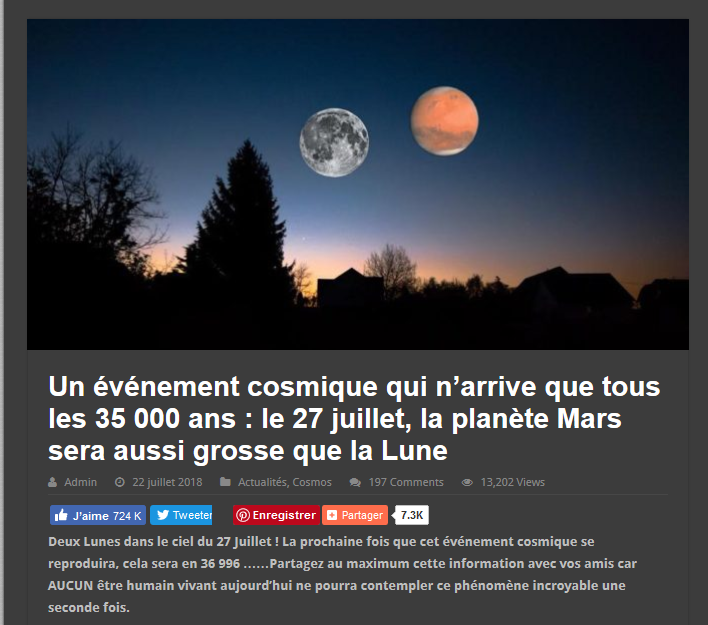 Un événement cosmique qui n’arrive que tous
les 35 000 ans : le 27 juillet, la planète Mars
sera aussi grosse que la Lune
Admin 22 juillet 2018 Actualités, Cosmos 197 Comments 13,202 Views
J'aime 724 K Tweeter Enregistrer Partager 7.3K
Deux Lunes dans le ciel du 27 Juillet ! La prochaine fois que cet événement cosmique se
reproduira, cela sera en 36 996 ……Partagez au maximum cette information avec vos amis car
AUCUN être humain vivant aujourd’hui ne pourra contempler ce phénomène incroyable une
seconde fois.